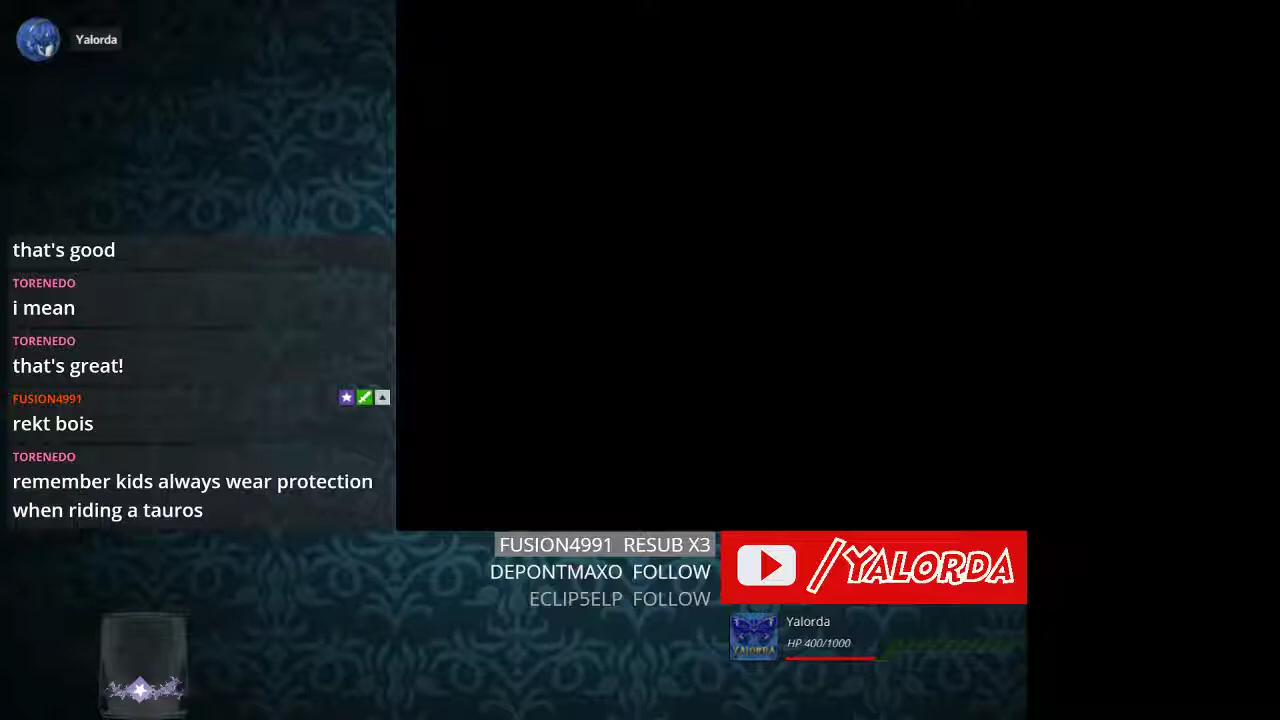 Yalorda
that's good
TORENEDO
i mean
TORENEDO
that's great!
FUSION4991
rekt bois
TORENEDO
remember kids always wear protection
when riding a tauros
FUSION4991 RESUB X3
DEPONTMAXO FOLLOW
ECLIP5ELP FOLLOW
/YALORDA
YALORDA
Yalorda
HP 400/1000